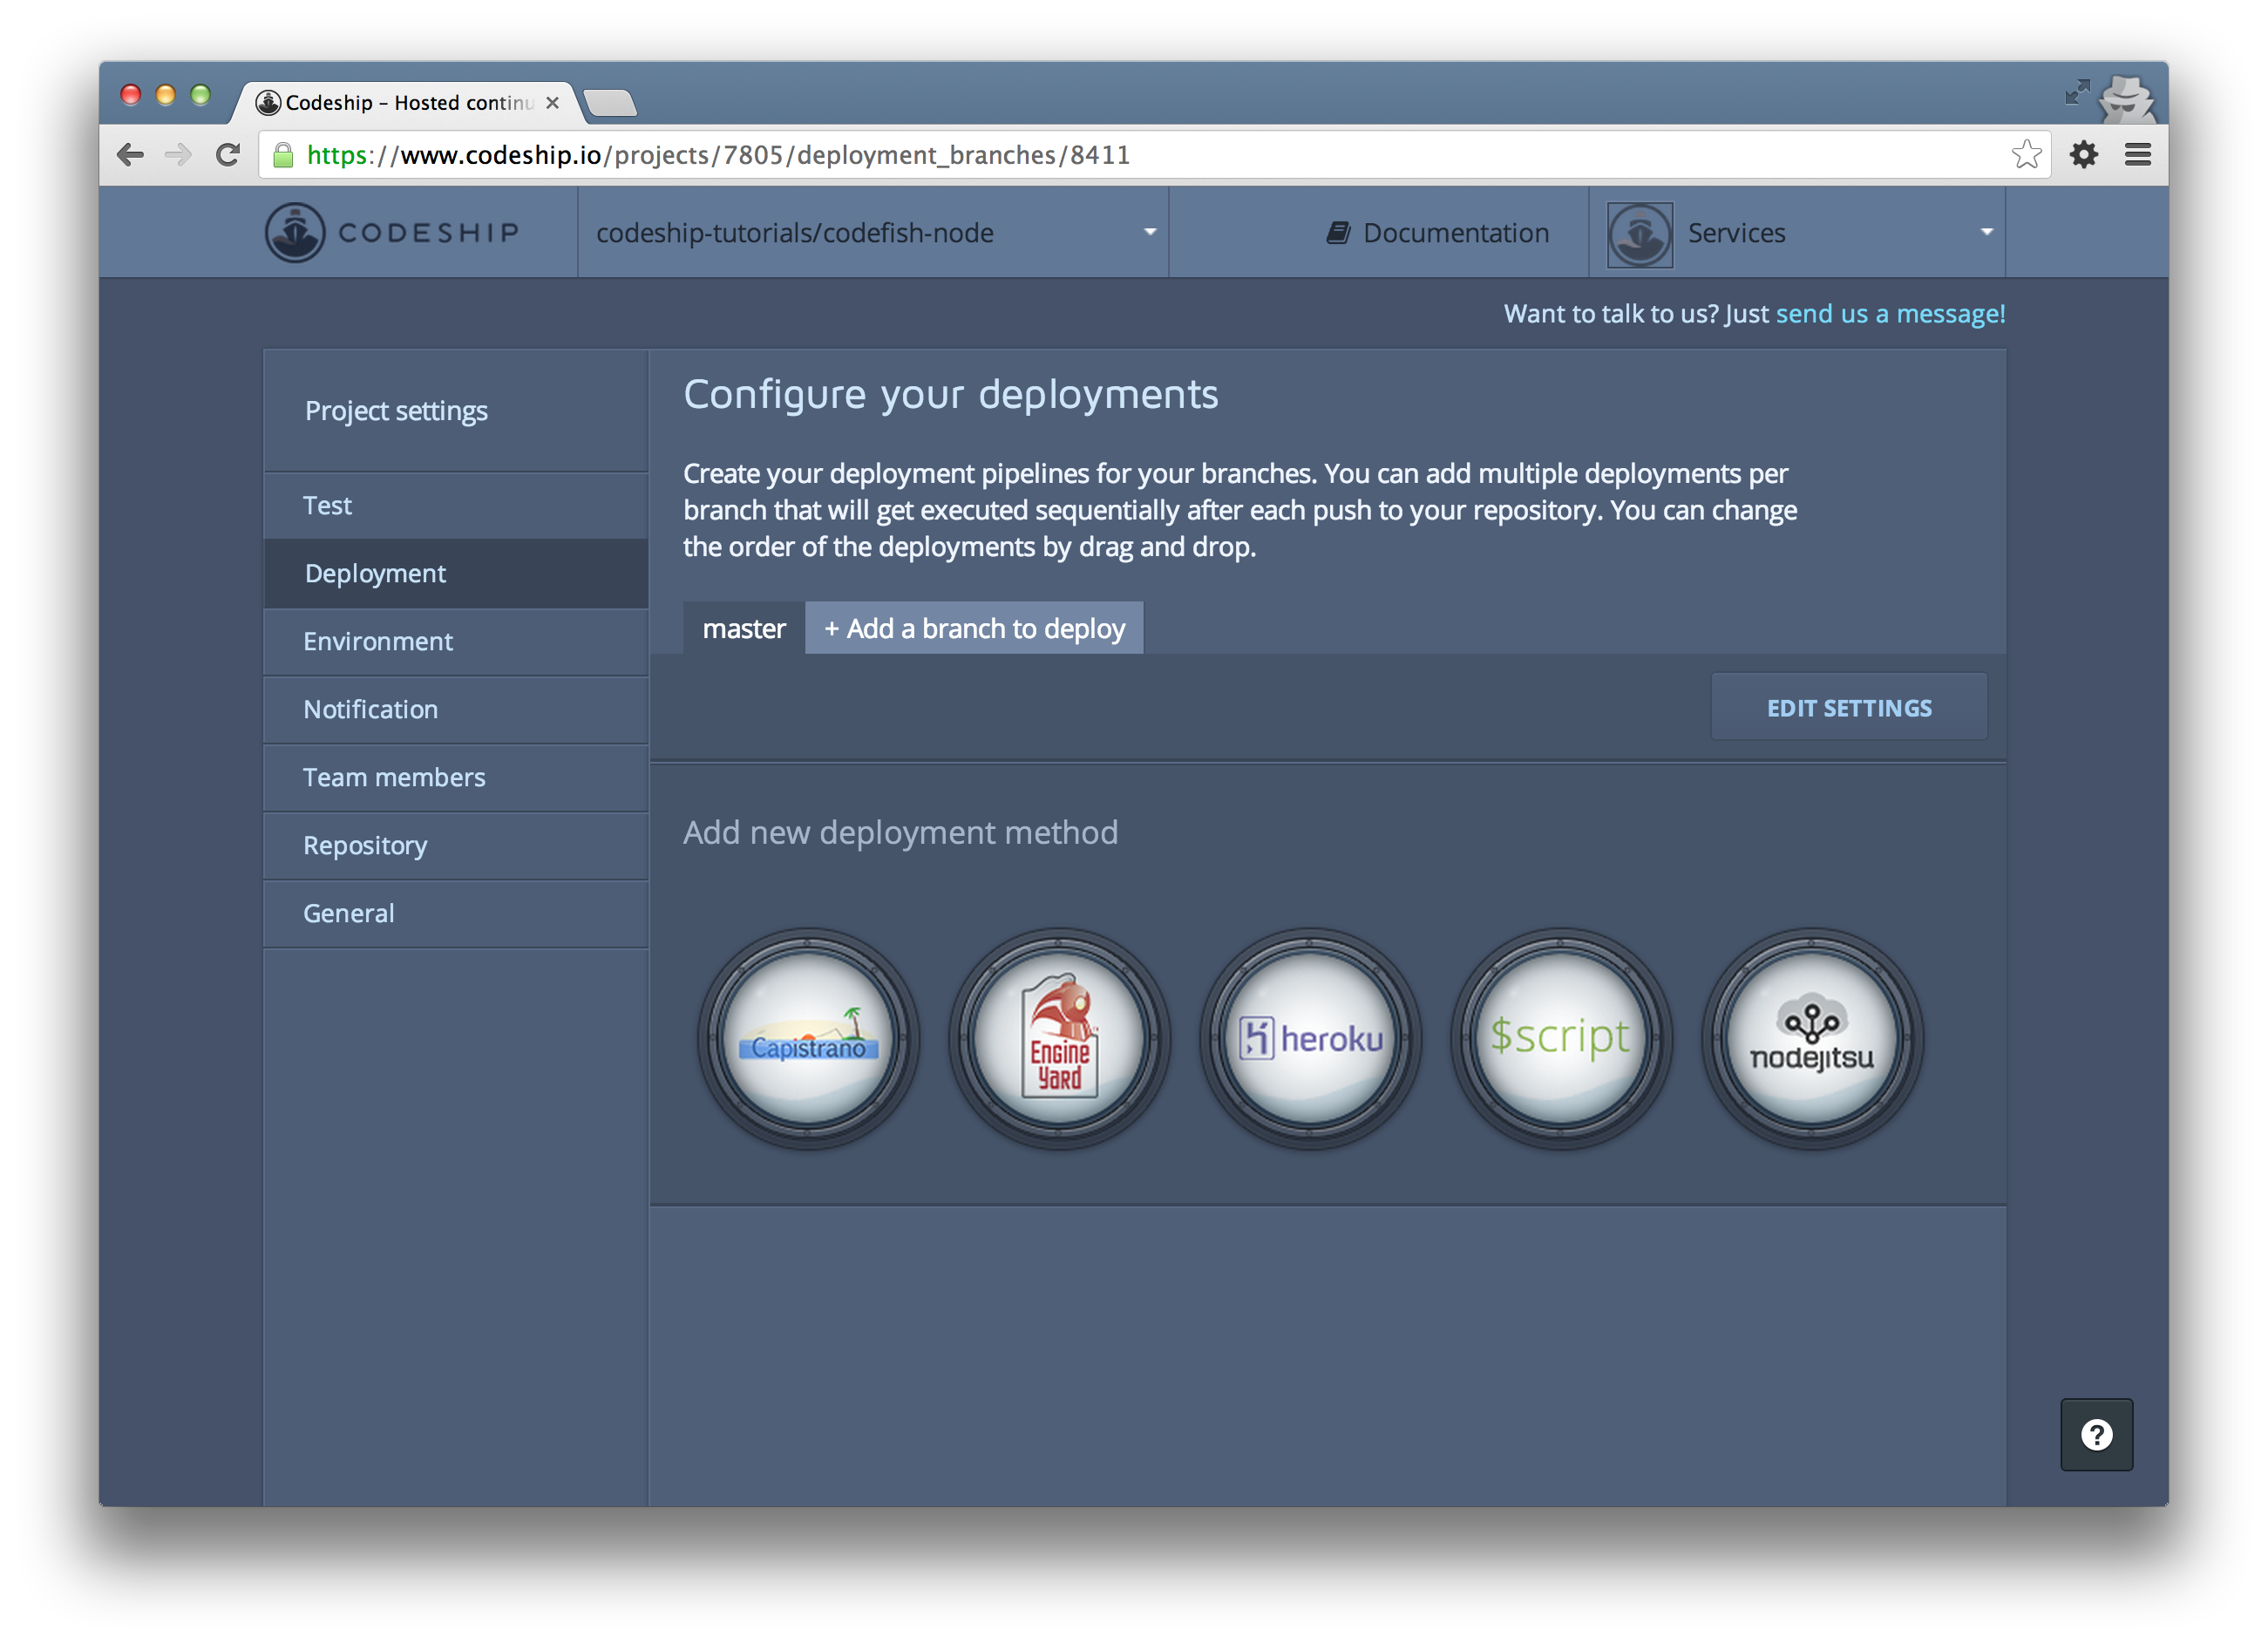 Codeship – Hosted continu
https://www.codeship.io/projects/7805/deployment_branches/8411
CODESHIP
codeship-tutorials/codefish-node
Documentation
Services
Want to talk to us? Just send us a message!
Project settings
Test
Deployment
Environment
Notification
Team members
Repository
General
Configure your deployments
Create your deployment pipelines for your branches. You can add multiple deployments per
branch that will get executed sequentially after each push to your repository. You can change
the order of the deployments by drag and drop.
master
+ Add a branch to deploy
EDIT SETTINGS
Add new deployment method
Capistrano
Engine
Yard
heroku
$script
nodejitsu
?